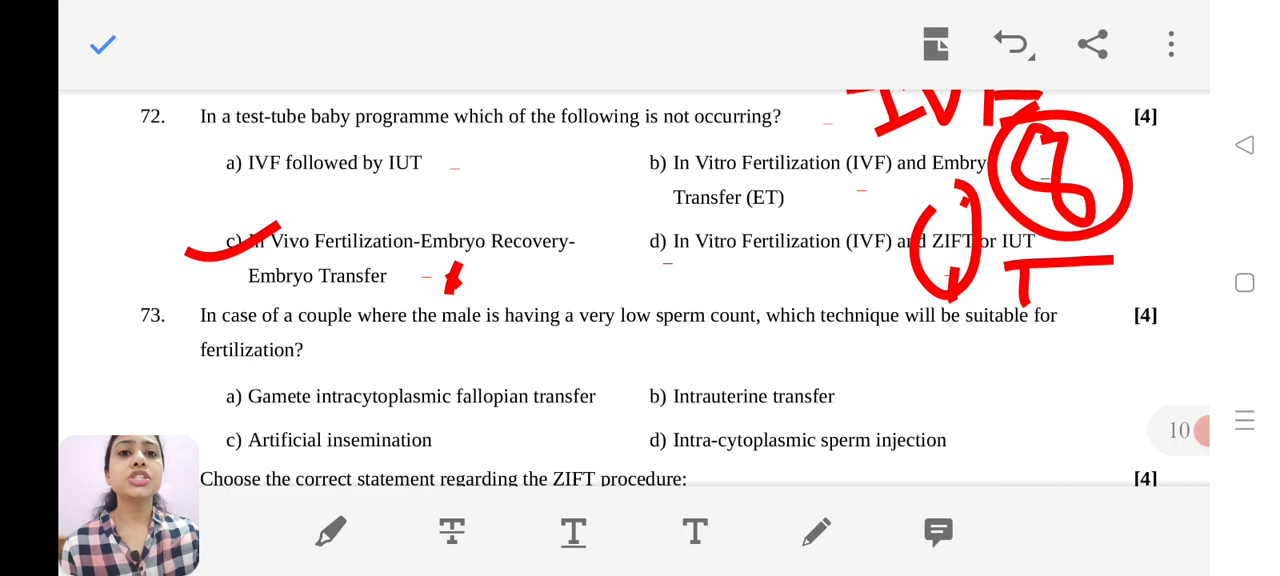 IVF
72. In a test-tube baby programme which of the following is not occurring? [4]
a) IVF followed by IUT
b) In Vitro Fertilization (IVF) and Embry
Transfer (ET)
8
c) In Vivo Fertilization-Embryo Recovery-
Embryo Transfer
d) In Vitro Fertilization (IVF) and ZIFT or IUT
73. In case of a couple where the male is having a very low sperm count, which technique will be suitable for [4]
fertilization?
a) Gamete intracytoplasmic fallopian transfer
b) Intrauterine transfer
c) Artificial insemination
d) Intra-cytoplasmic sperm injection
10
Choose the correct statement regarding the ZIFT procedure: [4]
T T T